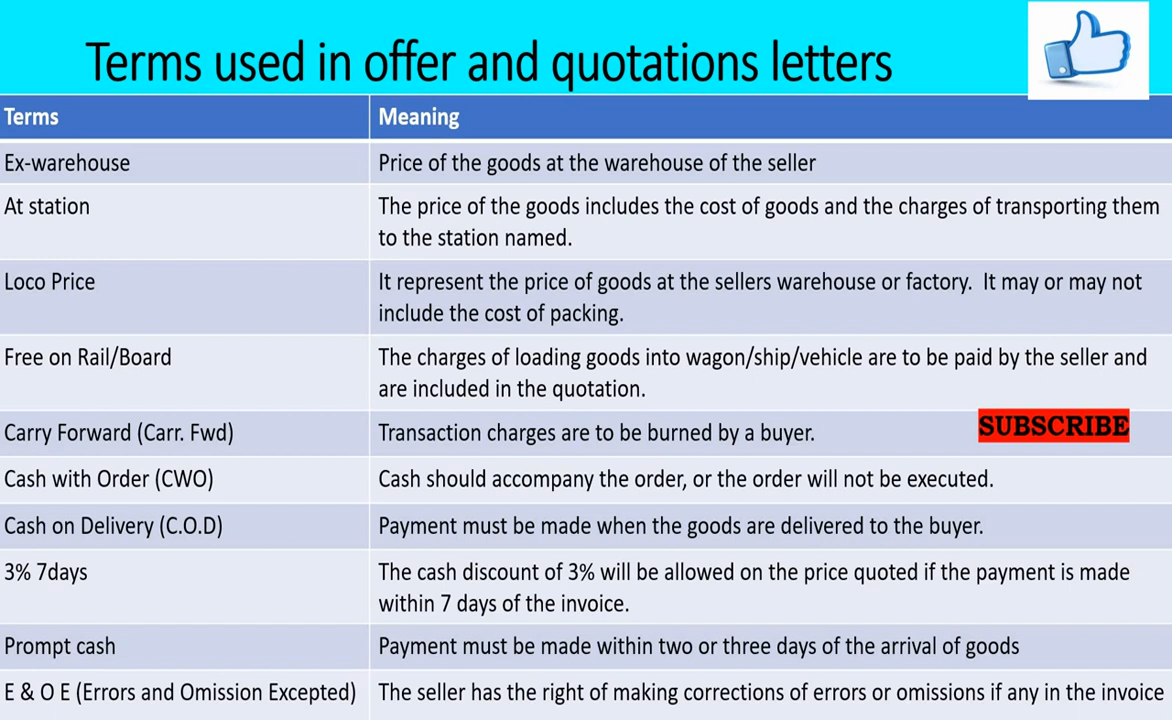 Terms used in offer and quotations letters
Terms
Meaning
Ex-warehouse
Price of the goods at the warehouse of the seller
At station
The price of the goods includes the cost of goods and the charges of transporting them
to the station named.
Loco Price
It represent the price of goods at the sellers warehouse or factory. It may or may not
include the cost of packing.
Free on Rail/Board
The charges of loading goods into wagon/ship/vehicle are to be paid by the seller and
are included in the quotation.
Carry Forward (Carr. Fwd)
Transaction charges are to be burned by a buyer.
SUBSCRIBE
Cash with Order (CWO)
Cash should accompany the order, or the order will not be executed.
Cash on Delivery (C.O.D)
Payment must be made when the goods are delivered to the buyer.
3% 7days
The cash discount of 3% will be allowed on the price quoted if the payment is made
within 7 days of the invoice.
Prompt cash
Payment must be made within two or three days of the arrival of goods
E & O E (Errors and Omission Excepted)
The seller has the right of making corrections of errors or omissions if any in the invoice